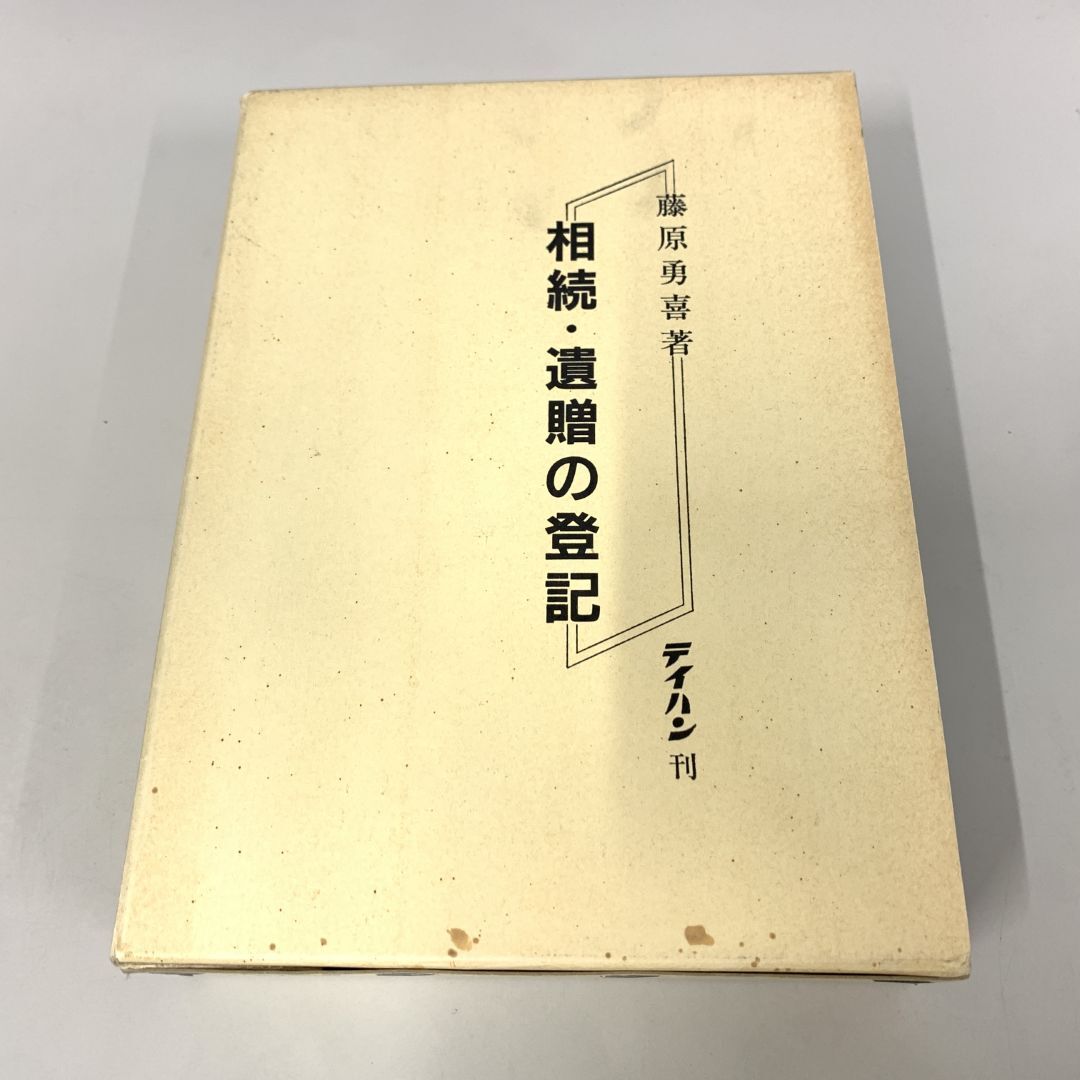 藤原勇喜著
相続・遺贈の登記
テイハン刊